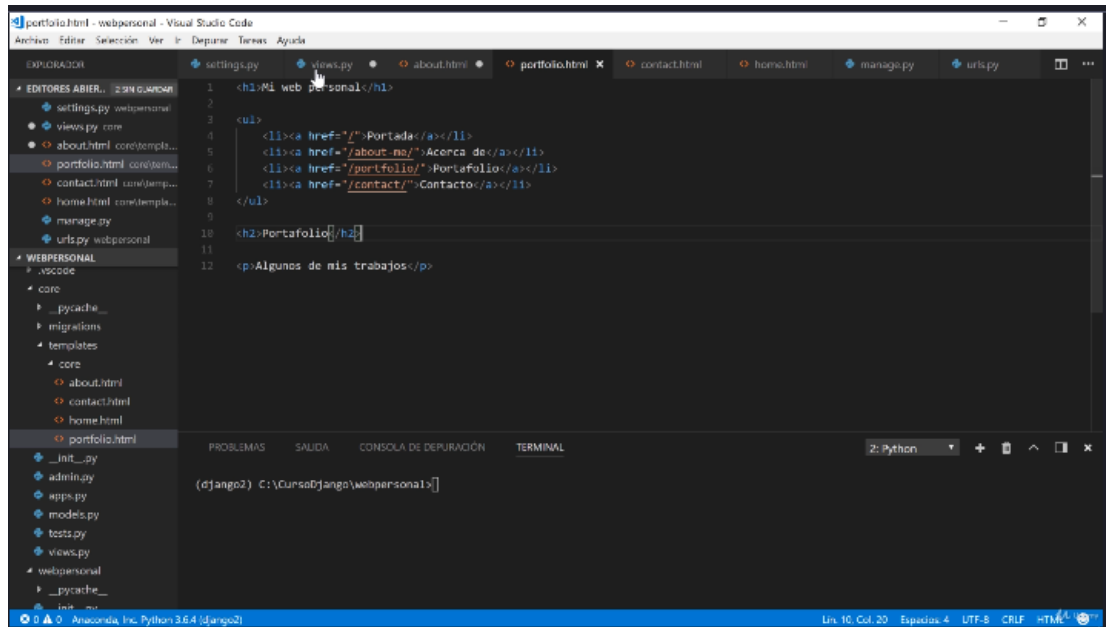 portfolio.html - webpersonal - Visual Studio Code
Archivo Editar Selección Ver Ir Depurar Tareas Ayuda
EXPLORADOR
settings.py views.py about.html portfolio.html contact.html home.html manage.py urls.py
EDITORES ABIER... 2 SIN GUARDAR
settings.py webpersonal
views.py core
about.html core\templa...
portfolio.html core\tem...
contact.html core\temp...
home.html core\templa...
manage.py
urls.py webpersonal
WEBPERSONAL
.vscode
core
__pycache__
migrations
templates
core
about.html
contact.html
home.html
portfolio.html
__init__.py
admin.py
apps.py
models.py
tests.py
views.py
webpersonal
__pycache__
__init__.py
1 <h1>Mi web personal</h1>
2
3 <ul>
4 <li><a href="/">Portada</a></li>
5 <li><a href="/about-me/">Acerca de</a></li>
6 <li><a href="/portfolio/">Portafolio</a></li>
7 <li><a href="/contact/">Contacto</a></li>
8 </ul>
9
10 <h2>Portafolio</h2>
11
12 <p>Algunos de mis trabajos</p>
PROBLEMAS SALIDA CONSOLA DE DEPURACIÓN TERMINAL
2: Python
(django2) C:\CursoDjango\webpersonal>
0 0 Anaconda, Inc. Python 3.6.4 (django2)
Lín. 10, Col. 20 Espacios: 4 UTF-8 CRLF HTML